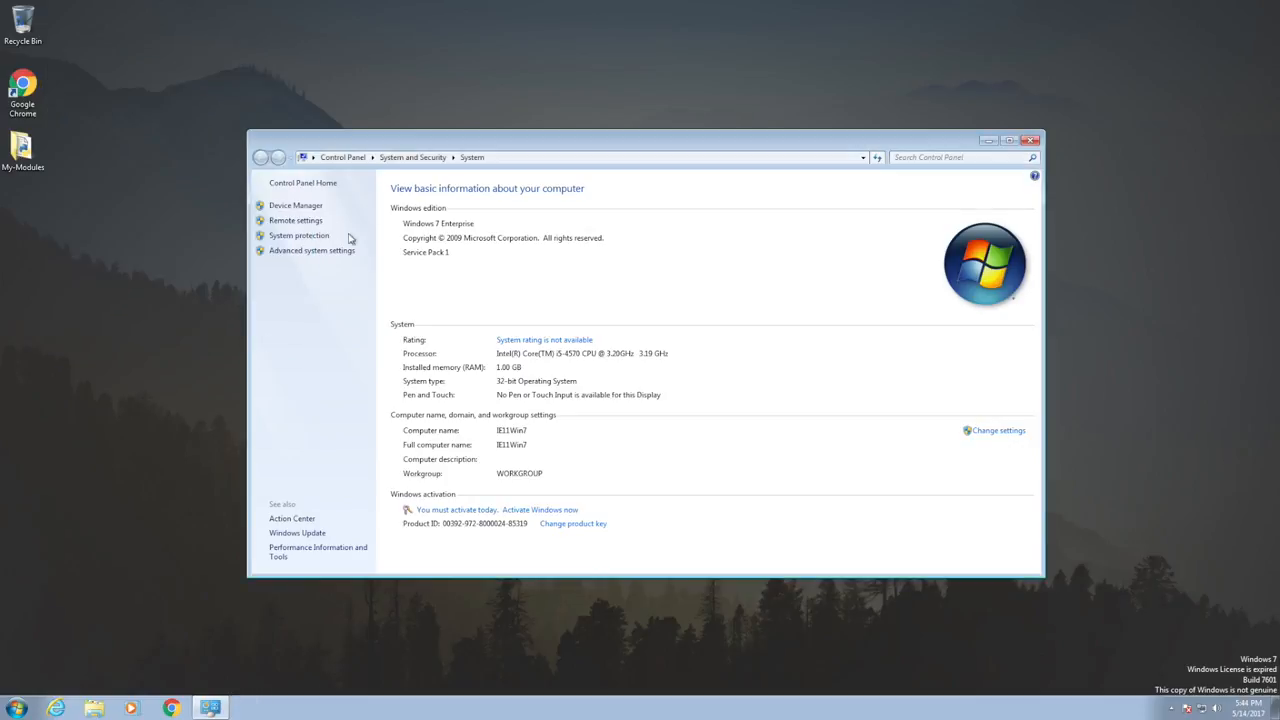 Recycle Bin
Google
Chrome
My-Modules
Control Panel
System and Security
System
Search Control Panel
Control Panel Home
Device Manager
Remote settings
System protection
Advanced system settings
See also
Action Center
Windows Update
Performance Information and
Tools
View basic information about your computer
Windows edition
Windows 7 Enterprise
Copyright © 2009 Microsoft Corporation. All rights reserved.
Service Pack 1
System
Rating: System rating is not available
Processor: Intel(R) Core(TM) i5-4570 CPU @ 3.20GHz 3.19 GHz
Installed memory (RAM): 1.00 GB
System type: 32-bit Operating System
Pen and Touch: No Pen or Touch Input is available for this Display
Computer name, domain, and workgroup settings
Computer name: IE11Win7 Change settings
Full computer name: IE11Win7
Computer description:
Workgroup: WORKGROUP
Windows activation
You must activate today. Activate Windows now
Product ID: 00392-972-8000024-85319 Change product key
Windows 7
Windows License is expired
Build 7601
This copy of Windows is not genuine
5:44 PM
5/14/2017